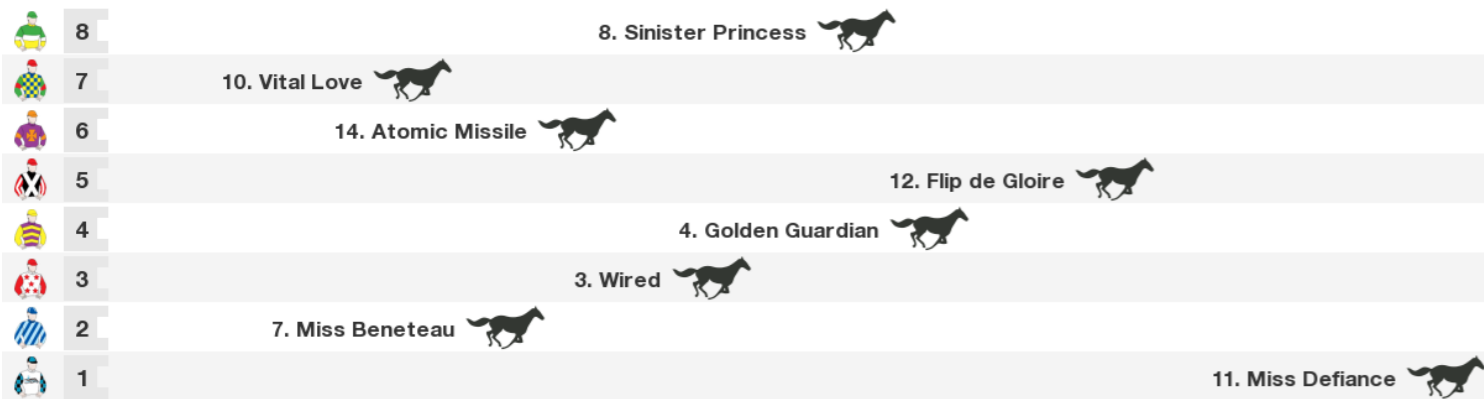 8 8. Sinister Princess
7 10. Vital Love
6 14. Atomic Missile
5 12. Flip de Gloire
4 4. Golden Guardian
3 3. Wired
2 7. Miss Beneteau
1 11. Miss Defiance